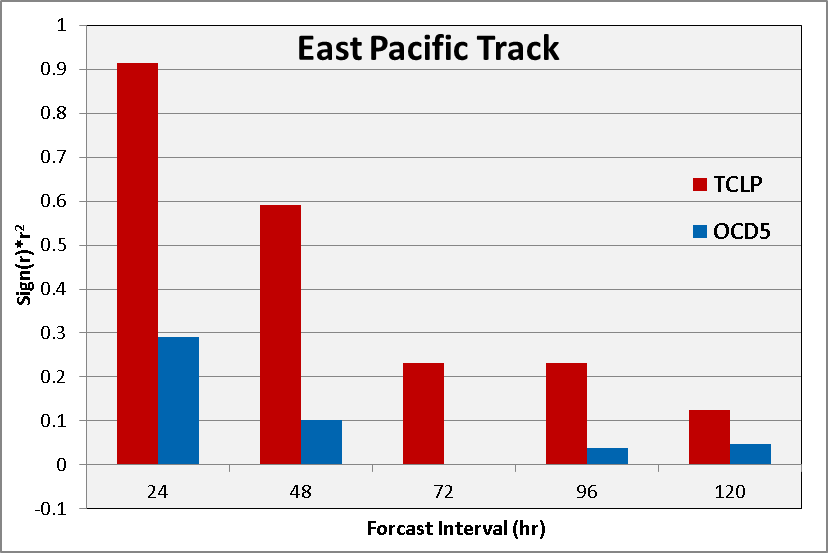 East Pacific Track
1
0.9
0.8
0.7
0.6
0.5
0.4
0.3
0.2
0.1
0
-0.1
Sign(r)*r²
TCLP
OCD5
24 48 72 96 120
Forcast Interval (hr)